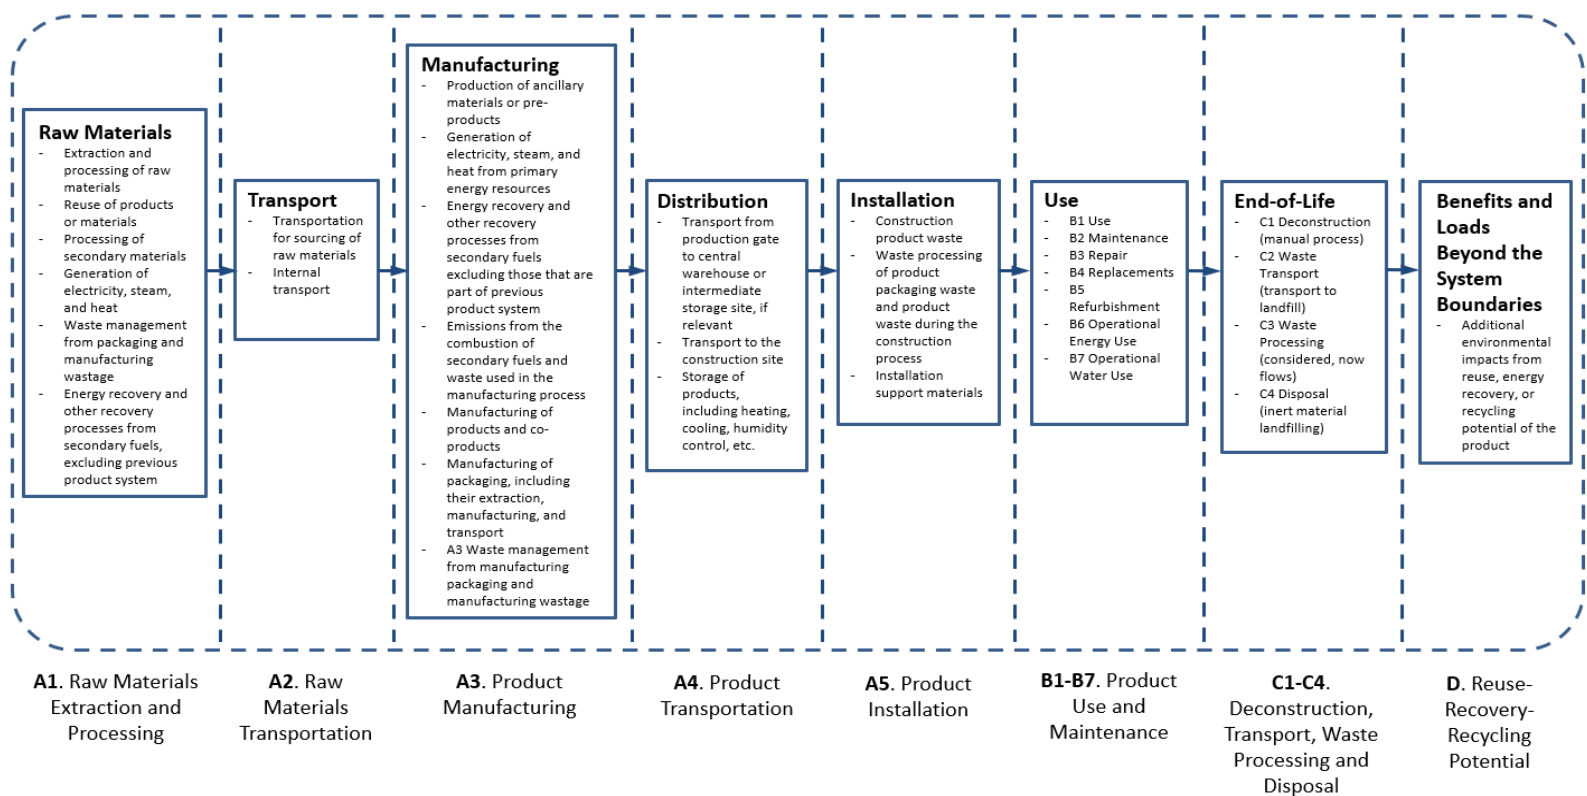 Raw Materials
- Extraction and
processing of raw
materials
- Reuse of products
or materials
- Processing of
secondary materials
- Generation of
electricity, steam,
and heat
- Waste management
from packaging and
manufacturing
wastage
- Energy recovery and
other recovery
processes from
secondary fuels,
excluding previous
product system
Transport
- Transportation
for sourcing of
raw materials
- Internal
transport
Manufacturing
- Production of ancillary
materials or pre-
products
- Generation of
electricity, steam, and
heat from primary
energy resources
- Energy recovery and
other recovery
processes from
secondary fuels
excluding those that are
part of previous
product system
- Emissions from the
combustion of
secondary fuels and
waste used in the
manufacturing process
- Manufacturing of
products and co-
products
- Manufacturing of
packaging, including
their extraction,
manufacturing, and
transport
- A3 Waste management
from manufacturing
packaging and
manufacturing wastage
Distribution
- Transport from
production gate
to central
warehouse or
intermediate
storage site, if
relevant
- Transport to the
construction site
- Storage of
products,
including heating,
cooling, humidity
control, etc.
Installation
- Construction
product waste
- Waste processing
of product
packaging waste
and product
waste during the
construction
process
- Installation
support materials
Use
- B1 Use
- B2 Maintenance
- B3 Repair
- B4 Replacements
- B5
Refurbishment
- B6 Operational
Energy Use
- B7 Operational
Water Use
End-of-Life
- C1 Deconstruction
(manual process)
- C2 Waste
Transport
(transport to
landfill)
- C3 Waste
Processing
(considered, now
flows)
- C4 Disposal
(inert material
landfilling)
Benefits and
Loads
Beyond the
System
Boundaries
- Additional
environmental
impacts from
reuse, energy
recovery, or
recycling
potential of the
product
A1. Raw Materials
Extraction and
Processing
A2. Raw
Materials
Transportation
A3. Product
Manufacturing
A4. Product
Transportation
A5. Product
Installation
B1-B7. Product
Use and
Maintenance
C1-C4.
Deconstruction,
Transport, Waste
Processing and
Disposal
D. Reuse-
Recovery-
Recycling
Potential